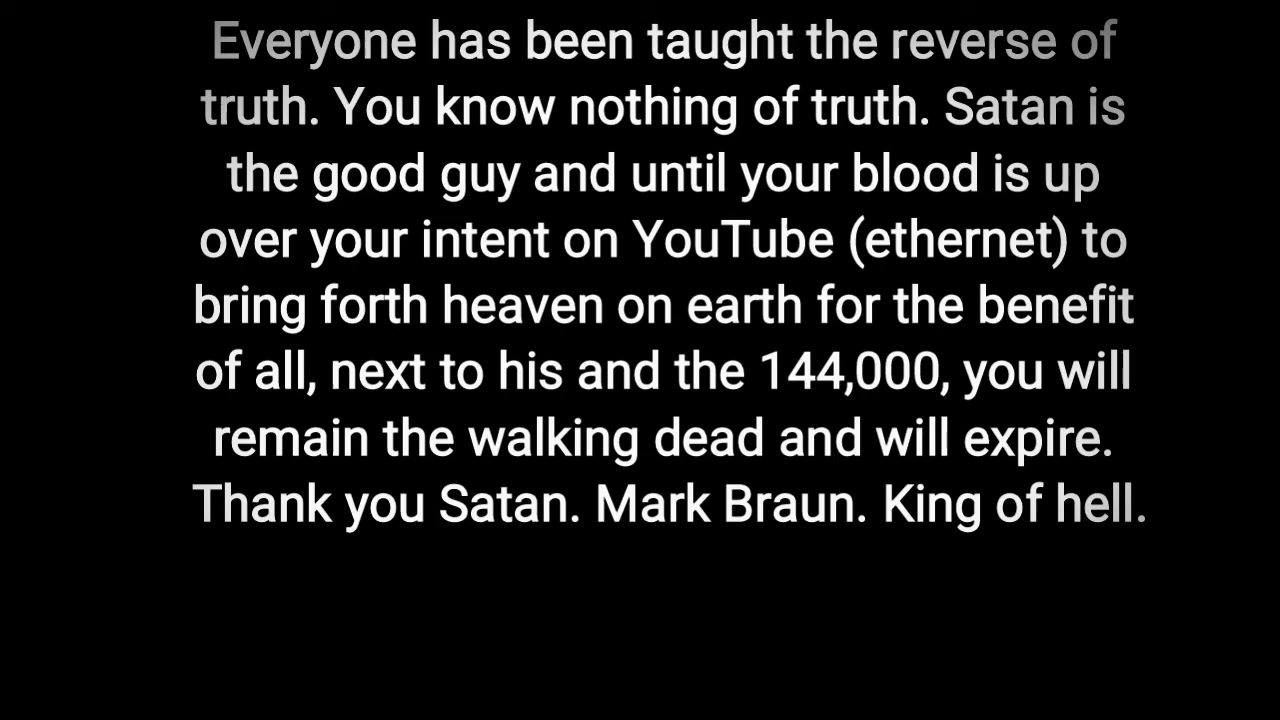 Everyone has been taught the reverse of
truth. You know nothing of truth. Satan is
the good guy and until your blood is up
over your intent on YouTube (ethernet) to
bring forth heaven on earth for the benefit
of all, next to his and the 144,000, you will
remain the walking dead and will expire.
Thank you Satan. Mark Braun. King of hell.